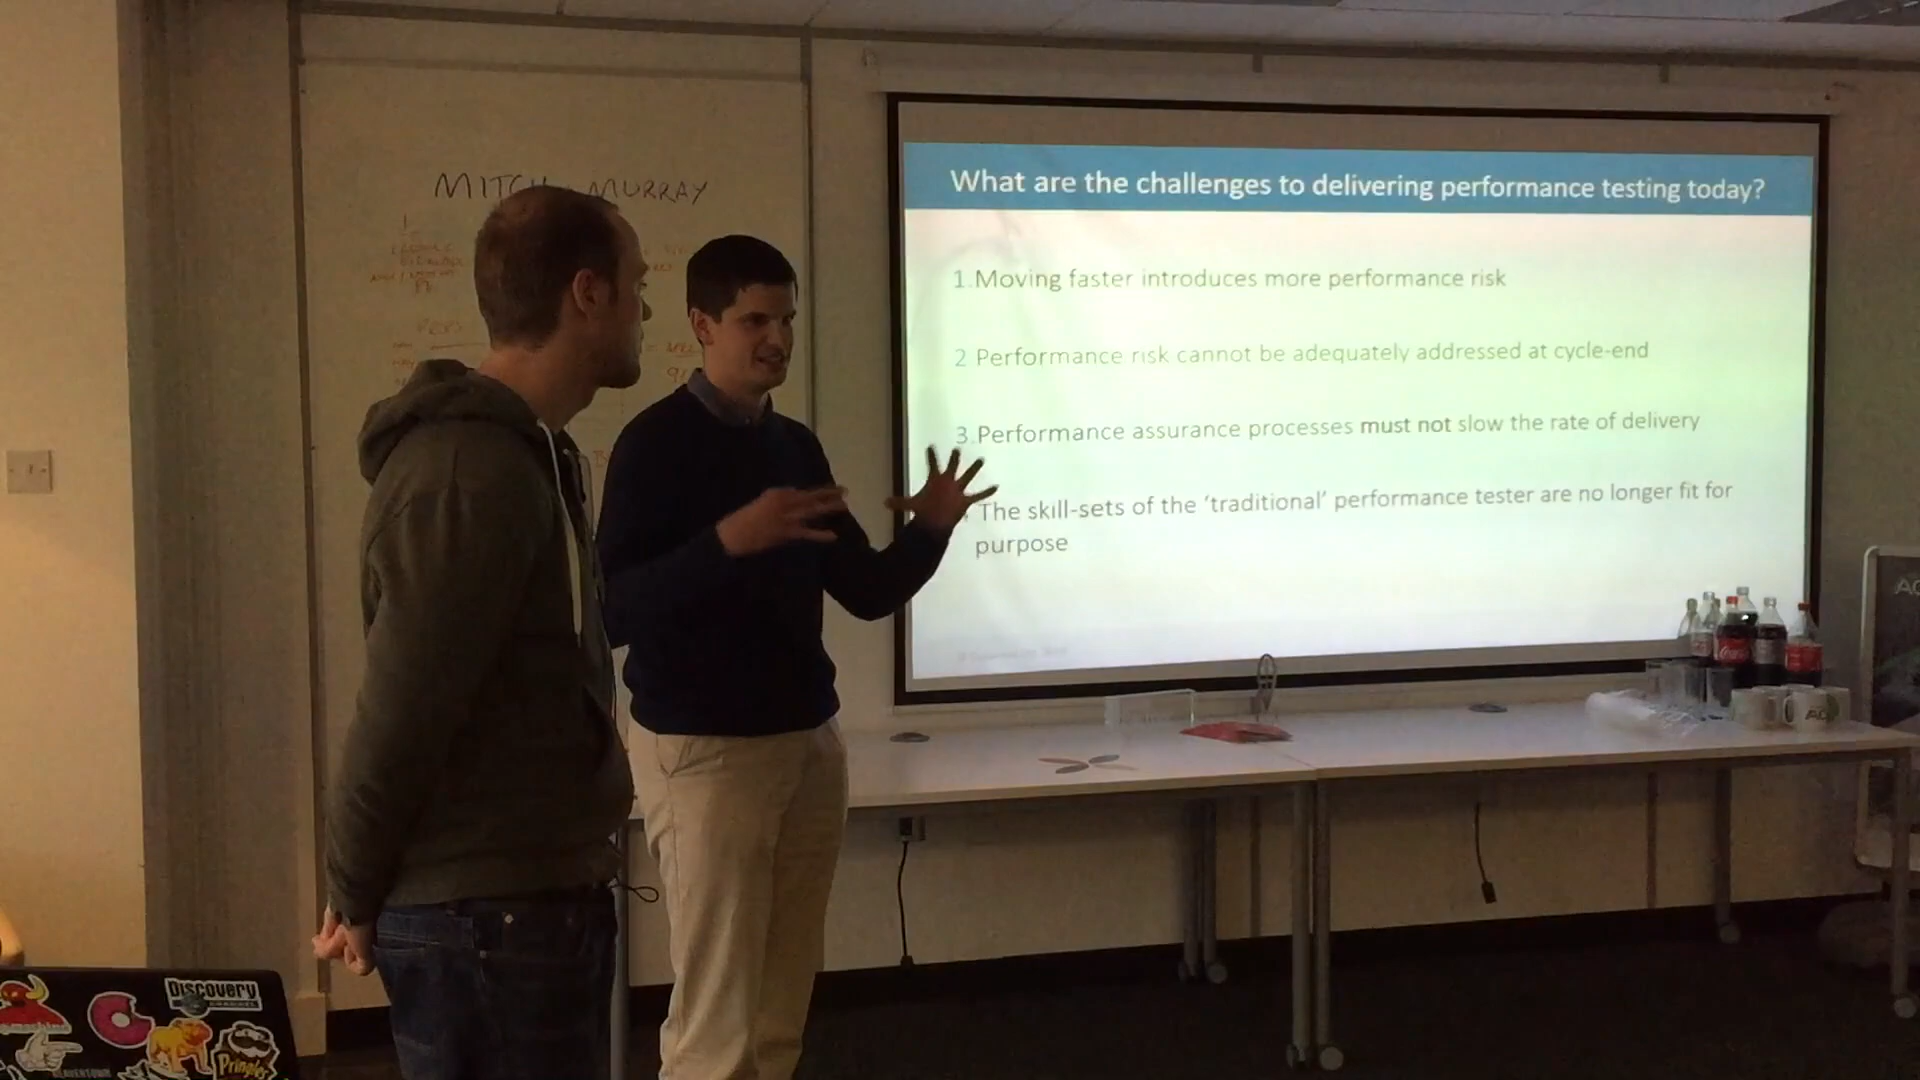 MITCH MURRAY
What are the challenges to delivering performance testing today?
1. Moving faster introduces more performance risk
2 Performance risk cannot be adequately addressed at cycle-end
3. Performance assurance processes must not slow the rate of delivery
The skill-sets of the 'traditional' performance tester are no longer fit for
purpose
Discovery
CHANNEL
Pringles
BEAVERTOWN